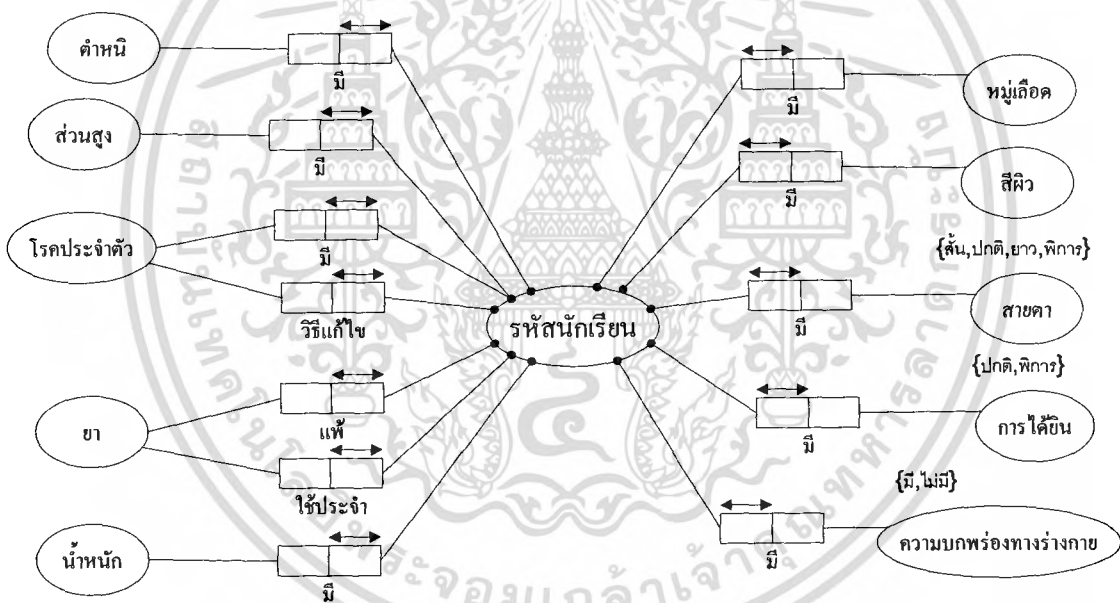 ตำหนิ
มี
หมู่เลือด
มี
ส่วนสูง
มี
สีผิว
มี
โรคประจำตัว
มี
วิธีแก้ไข
{สั้น,ปกติ,ยาว,พิการ}
สายตา
มี
รหัสนักเรียน
{ปกติ,พิการ}
การได้ยิน
มี
ยา
แพ้
ใช้ประจำ
{มี,ไม่มี}
ความบกพร่องทางร่างกาย
มี
น้ำหนัก
มี